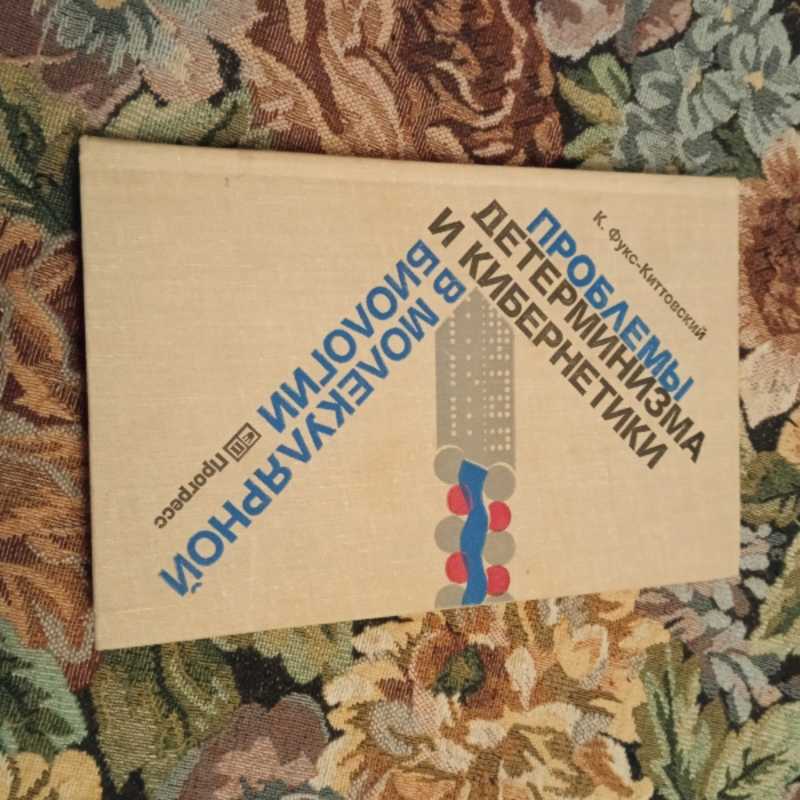 К. Фукс-Киттовский
ПРОБЛЕМЫ
ДЕТЕРМИНИЗМА
И КИБЕРНЕТИКИ
В МОЛЕКУЛЯРНОЙ
БИОЛОГИИ
Прогресс